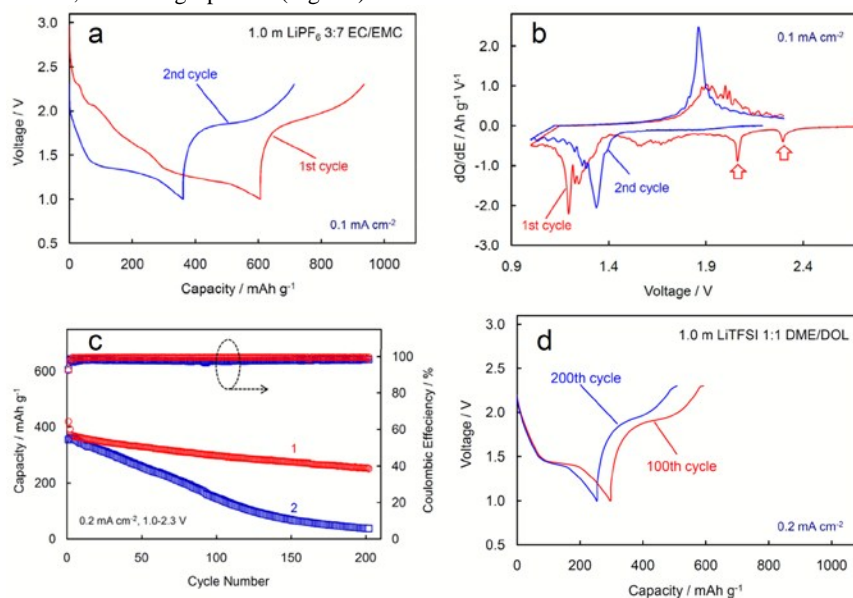 a
1.0 m LiPF6 3:7 EC/EMC
2nd cycle
1st cycle
0.1 mA cm-2
Voltage / V
3.0
2.5
2.0
1.5
1.0
0.5
0 200 400 600 800 1000
Capacity / mAh g-1
b
0.1 mA cm-2
2nd cycle
1st cycle
dQ/dE / Ah g-1 V-1
3.0
2.0
1.0
0.0
-1.0
-2.0
-3.0
0.9 1.4 1.9 2.4
Voltage / V
c
1
2
0.2 mA cm-2, 1.0-2.3 V
Capacity / mAh g-1
600
400
200
0
0 50 100 150 200
Cycle Number
100
80
60
40
20
0
Coulombic Effeciency / %
d
1.0 m LiTFSI 1:1 DME/DOL
200th cycle
100th cycle
0.2 mA cm-2
Voltage / V
3.0
2.5
2.0
1.5
1.0
0.5
0 200 400 600 800 1000
Capacity / mAh g-1